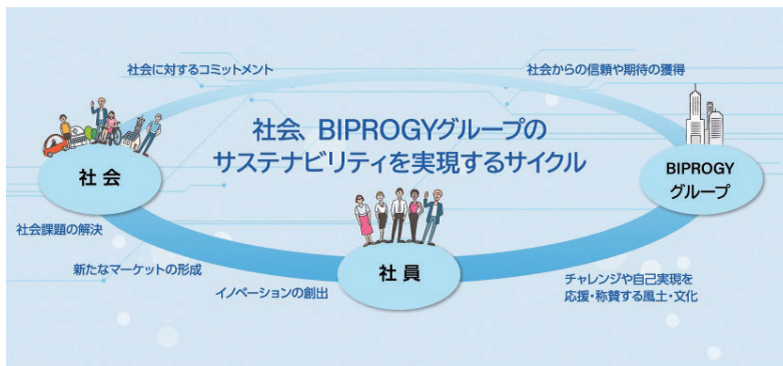 社会に対するコミットメント
社会からの信頼や期待の獲得
社会、BIPROGYグループの
サステナビリティを実現するサイクル
社会
BIPROGY
グループ
社員
社会課題の解決
新たなマーケットの形成
イノベーションの創出
チャレンジや自己実現を
応援・称賛する風土・文化